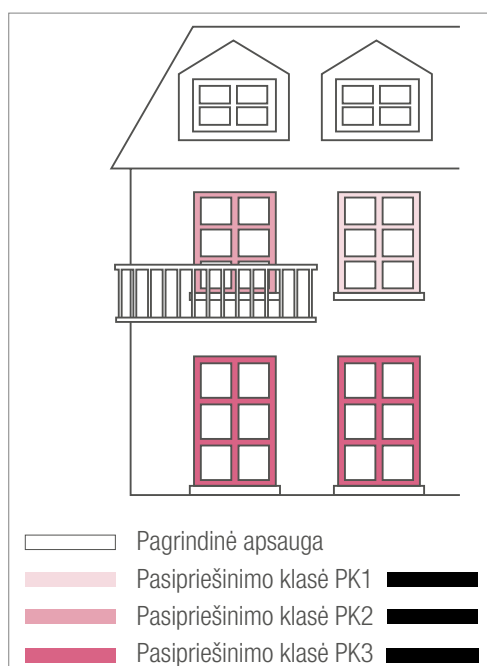 Pagrindinė apsauga
Pasipriešinimo klasė PK1
Pasipriešinimo klasė PK2
Pasipriešinimo klasė PK3